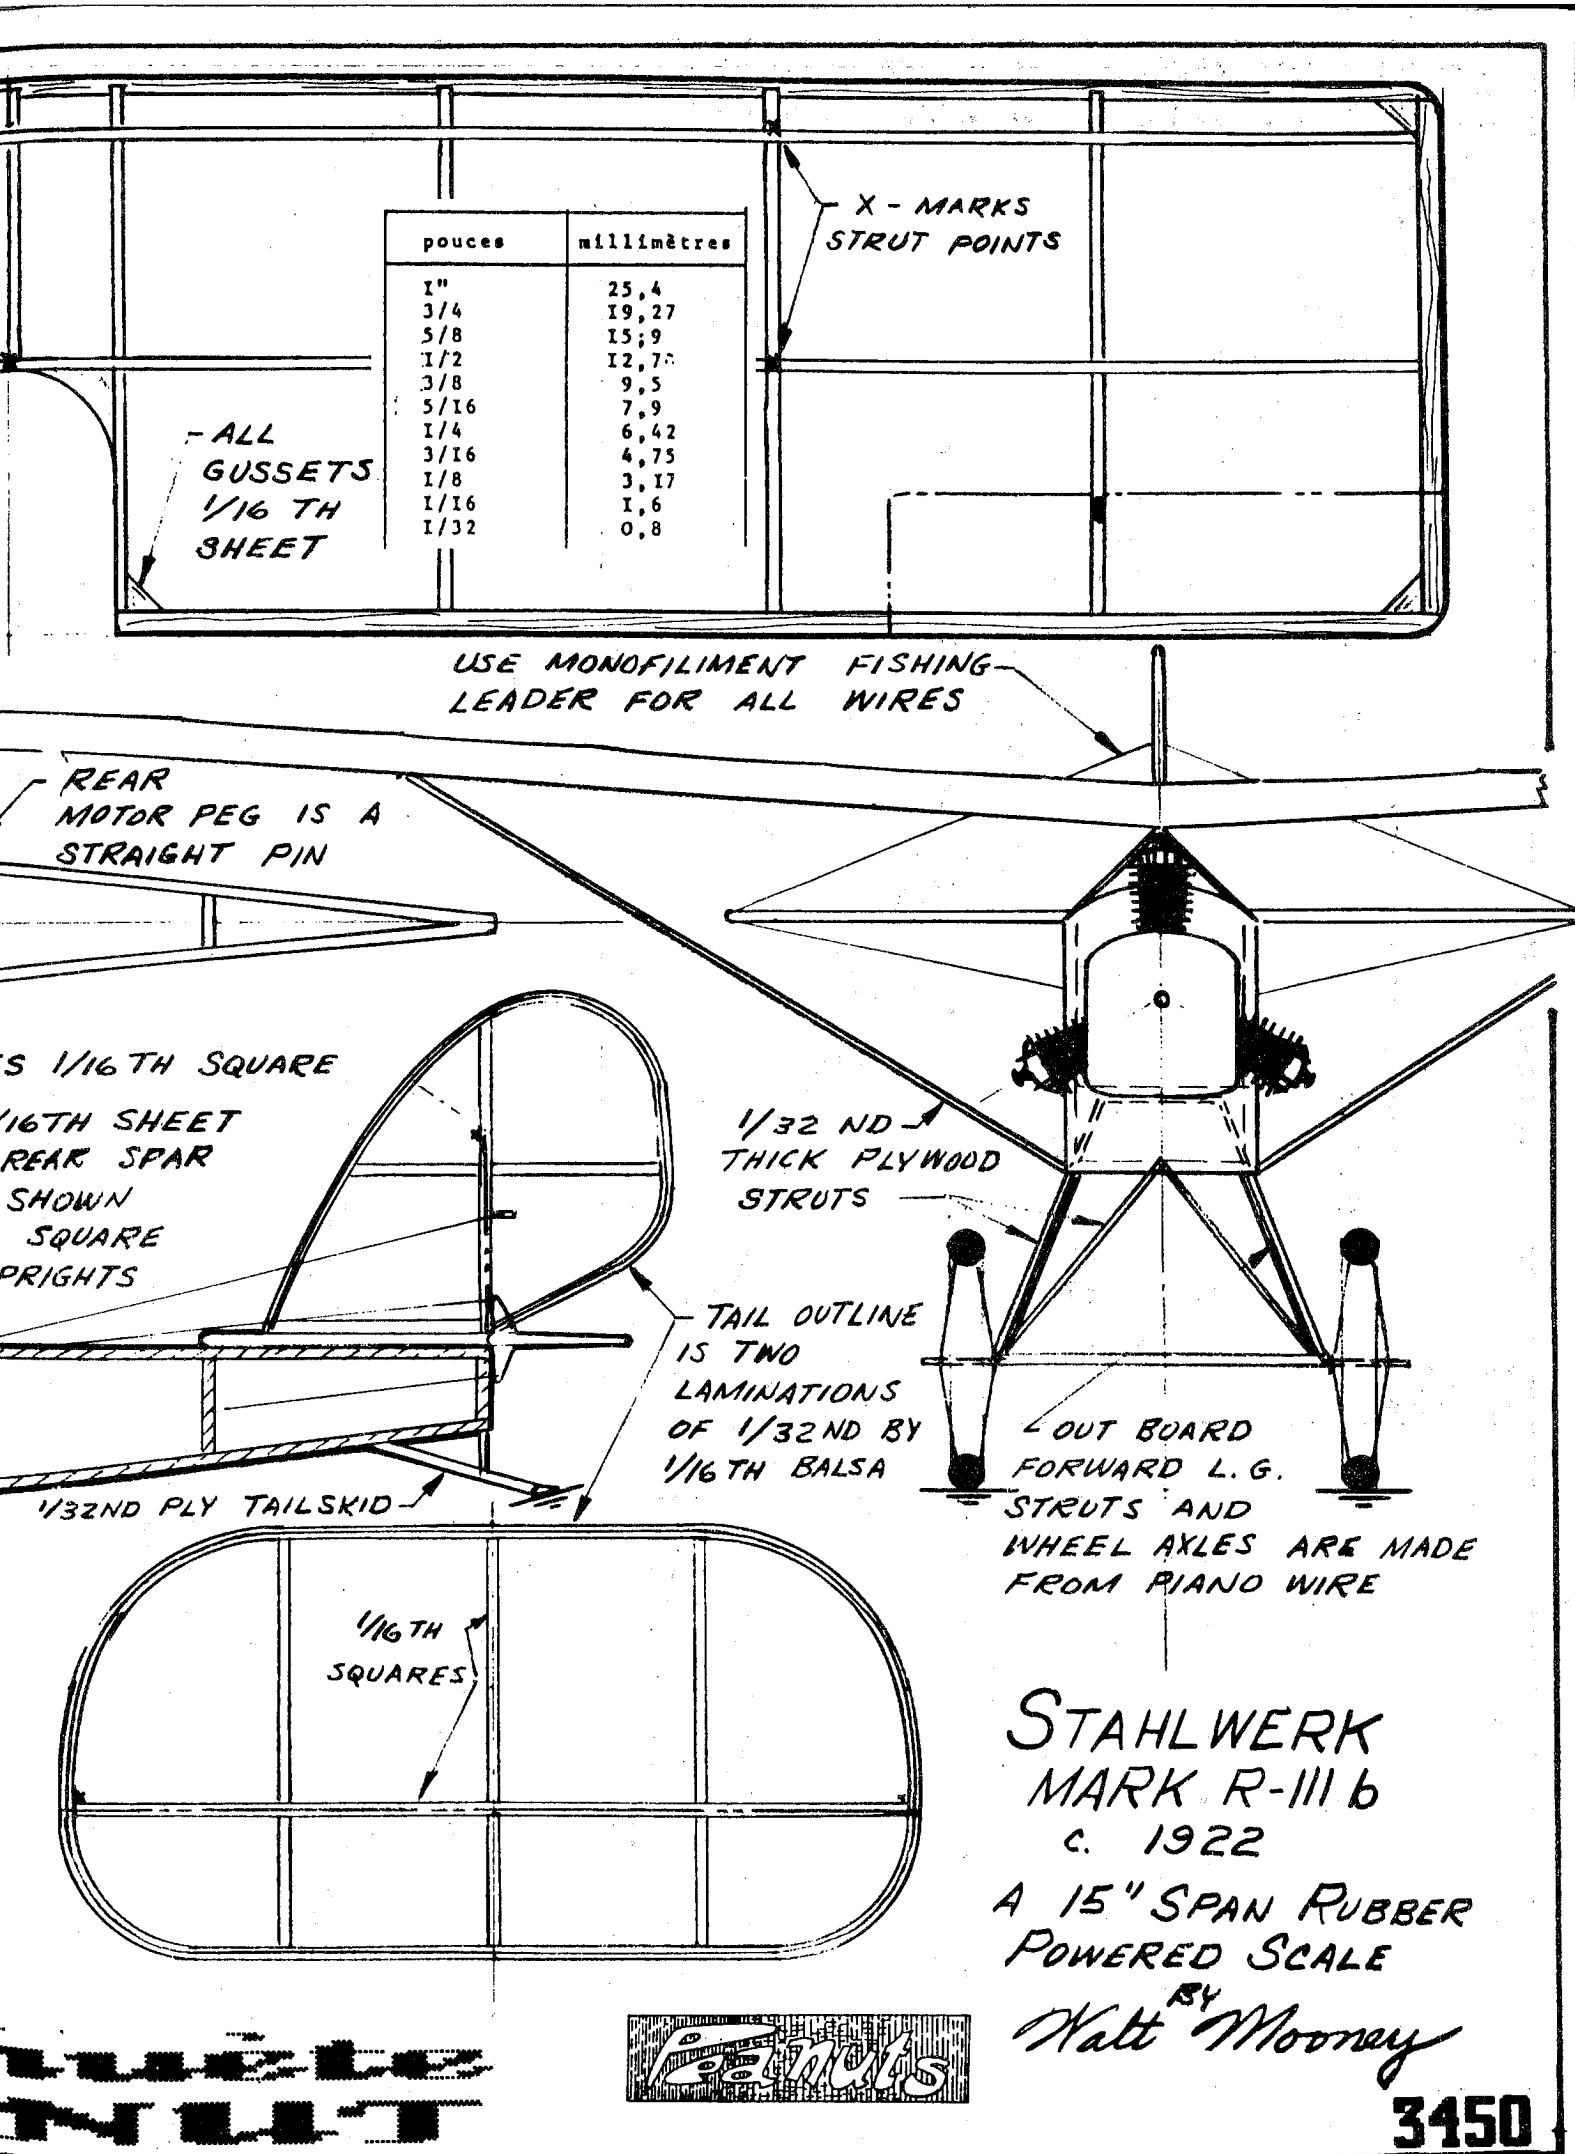 X - MARKS
STRUT POINTS
pouces millimètres
I" 25,4
3/4 I9,27
5/8 I5;9
I/2 I2,7
3/8 9,5
5/I6 7,9
I/4 6,42
3/I6 4,75
I/8 3,I7
I/I6 I,6
I/32 0,8
ALL
GUSSETS
1/16 TH
SHEET
USE MONOFILIMENT FISHING
LEADER FOR ALL WIRES
REAR
MOTOR PEG IS A
STRAIGHT PIN
S 1/16 TH SQUARE
/16TH SHEET
REAR SPAR
SHOWN
SQUARE
PRIGHTS
1/32 ND
THICK PLYWOOD
STRUTS
TAIL OUTLINE
IS TWO
LAMINATIONS
OF 1/32ND BY
1/16 TH BALSA
OUT BOARD
FORWARD L.G.
STRUTS AND
WHEEL AXLES ARE MADE
FROM PIANO WIRE
1/32ND PLY TAILSKID
1/16 TH
SQUARES
STAHLWERK
MARK R-III b
c. 1922
A 15" SPAN RUBBER
POWERED SCALE
BY
Walt Mooney
Peanuts
NUT
3450